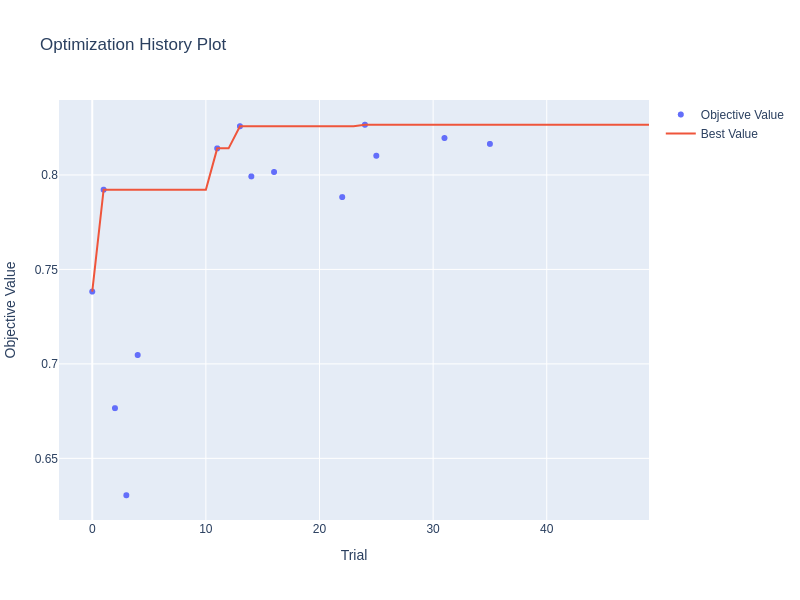 Optimization History Plot
Objective Value
Best Value
0.8
0.75
0.7
0.65
Objective Value
0
10
20
30
40
Trial